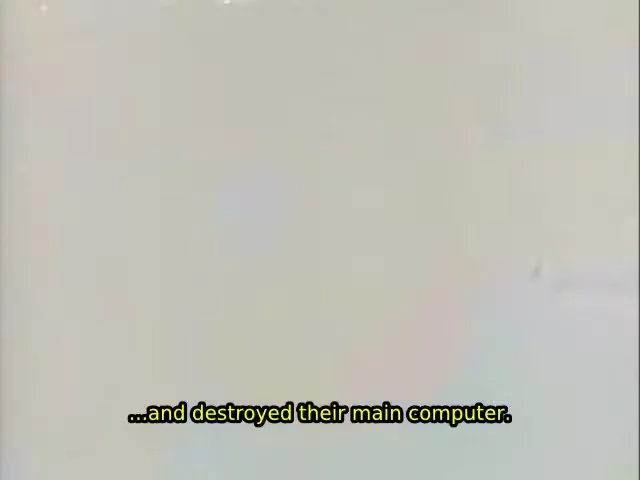 ...and destroyed their main computer.